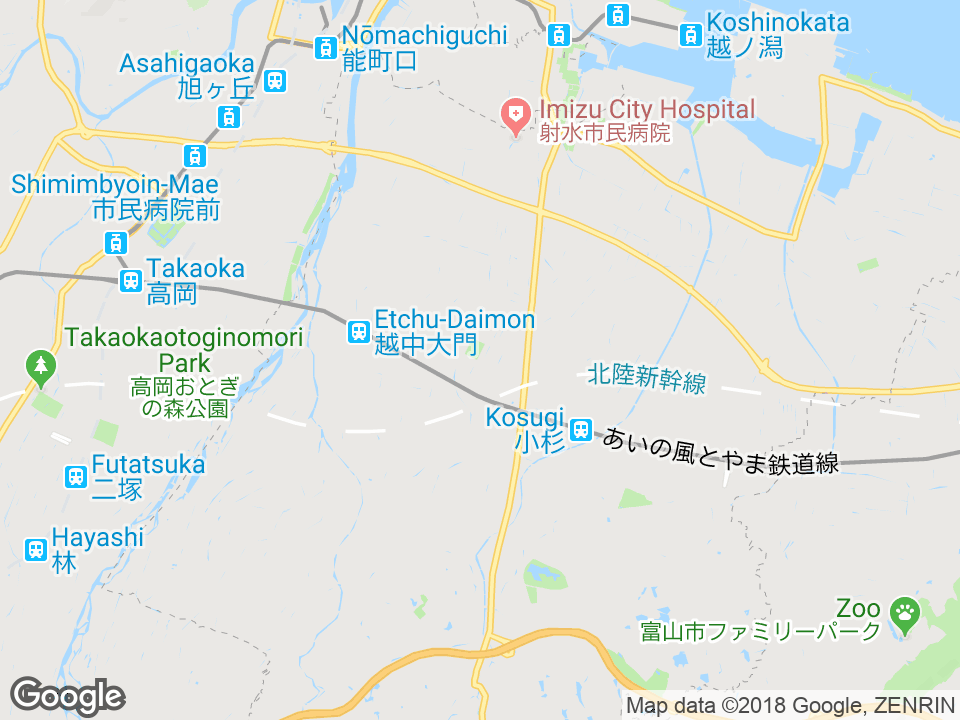 Koshinokata
越ノ潟
Nōmachiguchi
能町口
Asahigaoka
旭ヶ丘
Imizu City Hospital
射水市民病院
Shimimbyoin-Mae
市民病院前
Takaoka
高岡
Etchu-Daimon
越中大門
Takaokaotoginomori
Park
高岡おとぎ
の森公園
北陸新幹線
Kosugi
小杉
あいの風とやま鉄道線
Futatsuka
二塚
Hayashi
林
Zoo
富山市ファミリーパーク
Google
Map data ©2018 Google, ZENRIN